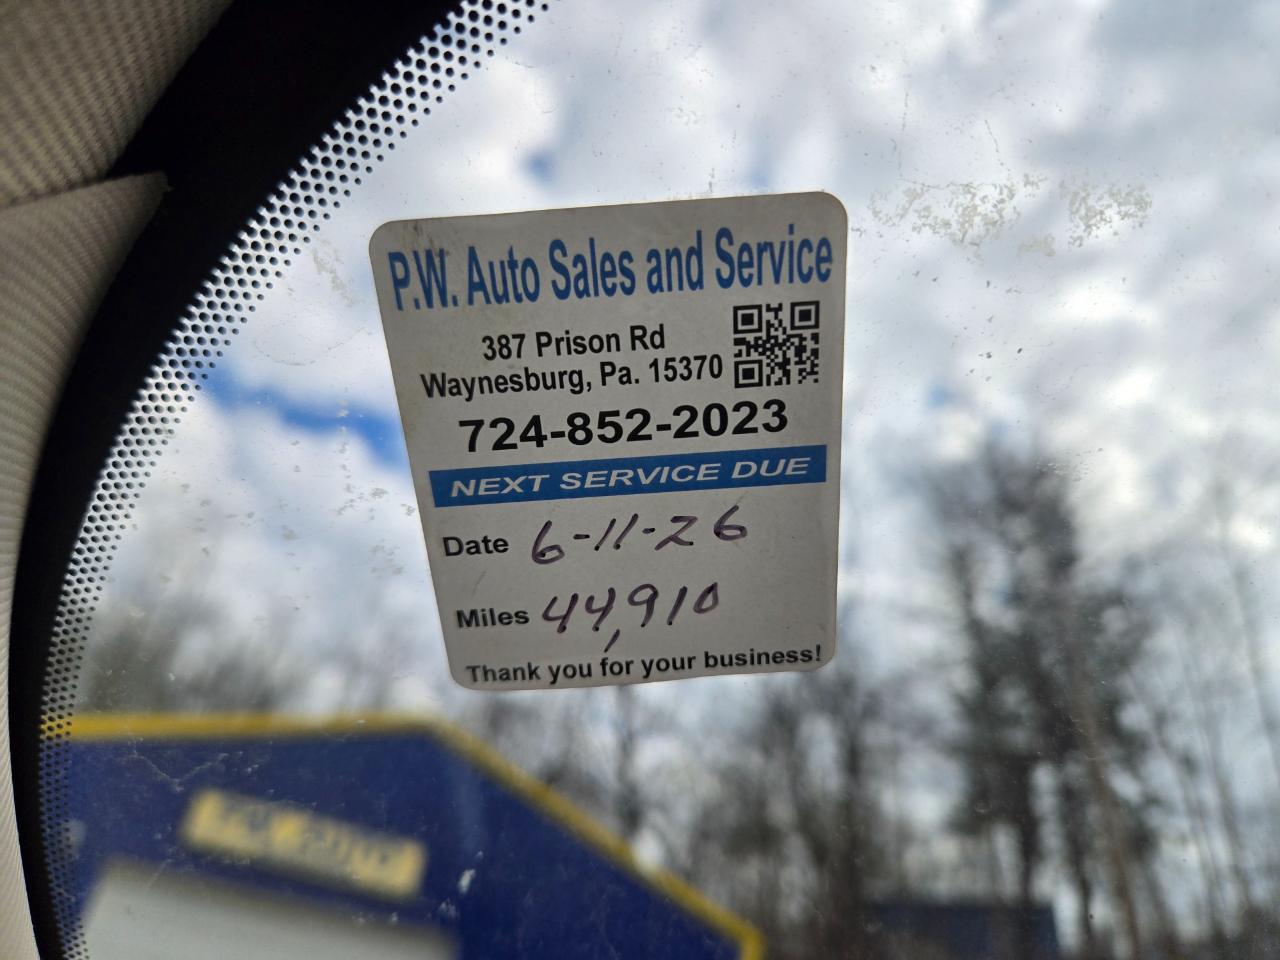 P.W. Auto Sales and Service
387 Prison Rd
Waynesburg, Pa. 15370
724-852-2023
NEXT SERVICE DUE
Date 6-11-26
Miles 44,910
Thank you for your business!